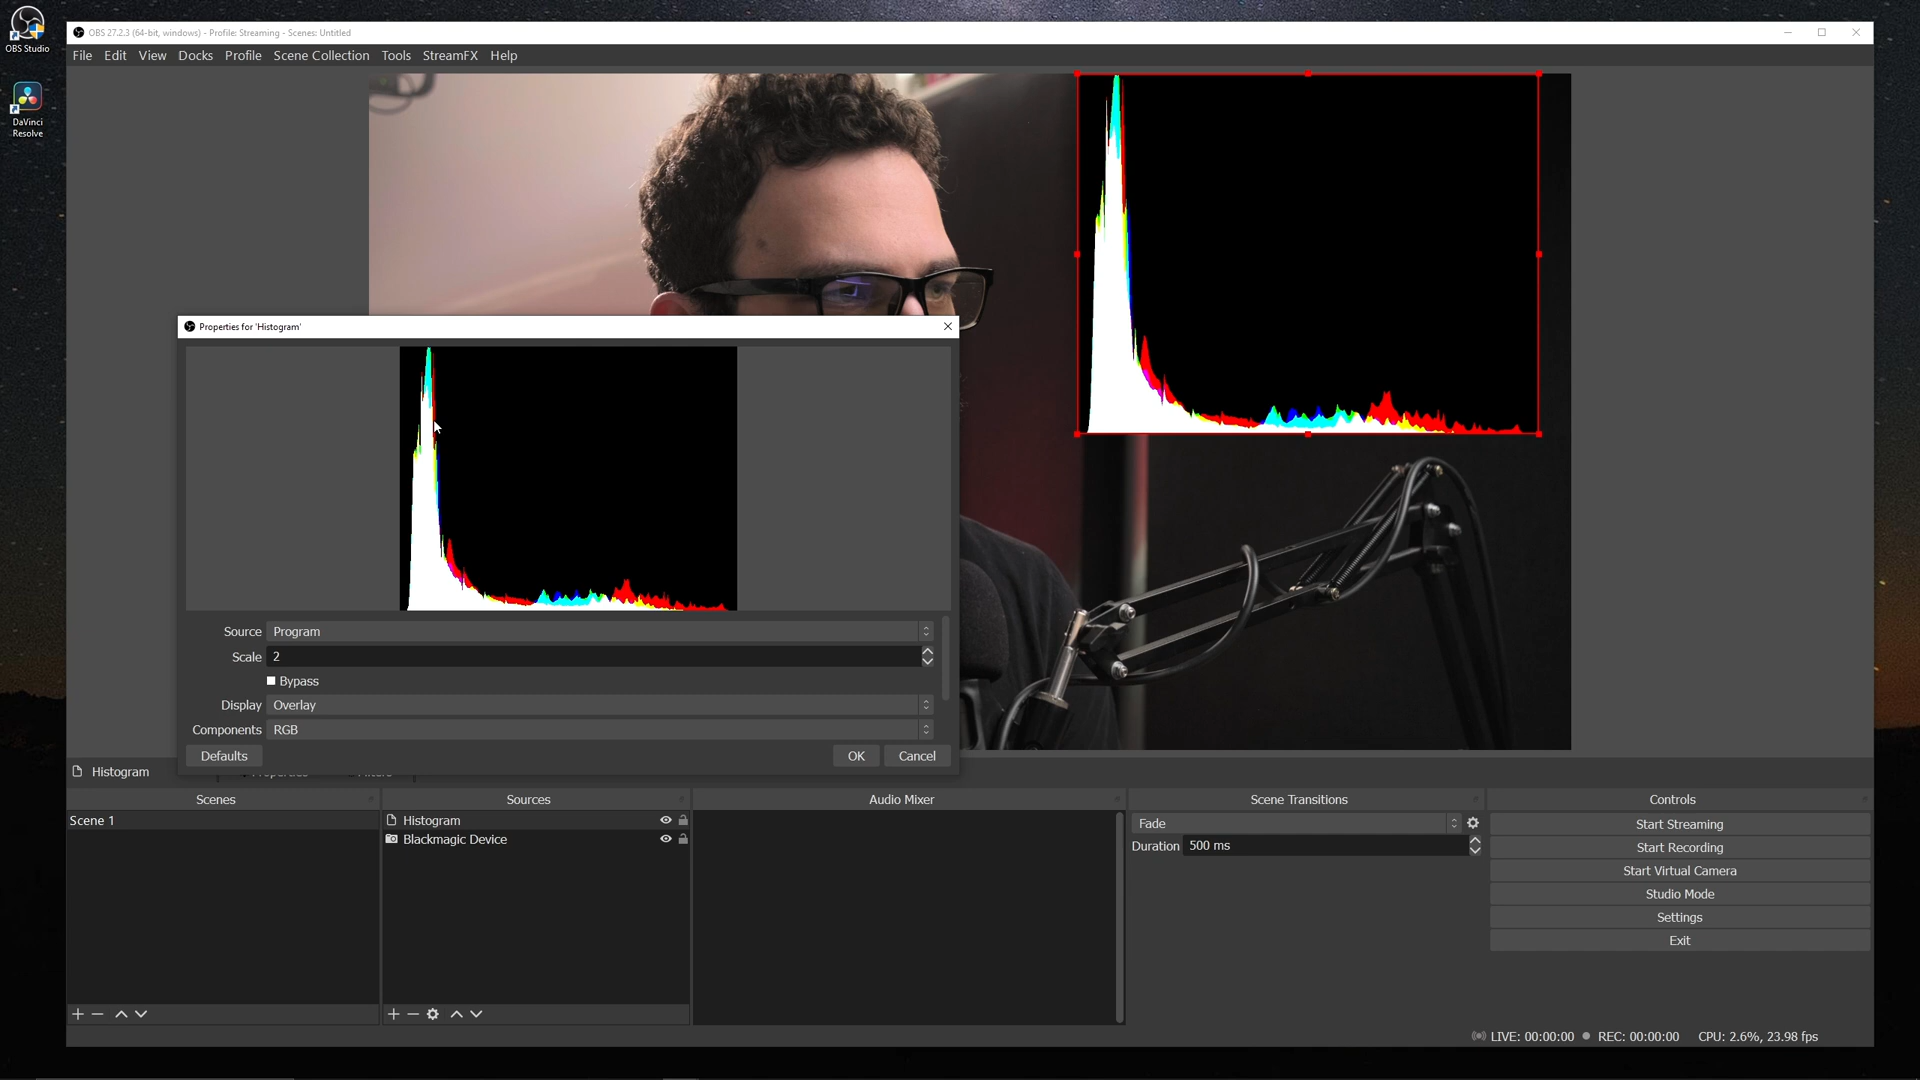 OBS Studio
DaVinci
Resolve
OBS 27.2.3 (64-bit, windows) - Profile: Streaming - Scenes: Untitled
File Edit View Docks Profile Scene Collection Tools StreamFX Help
Properties for 'Histogram'
Source Program
Scale 2
Bypass
Display Overlay
Components RGB
Defaults OK Cancel
Histogram
Scenes Sources Audio Mixer Scene Transitions Controls
Scene 1
Histogram
Blackmagic Device
Fade
Duration 500 ms
Start Streaming
Start Recording
Start Virtual Camera
Studio Mode
Settings
Exit
LIVE: 00:00:00 REC: 00:00:00 CPU: 2.6%, 23.98 fps